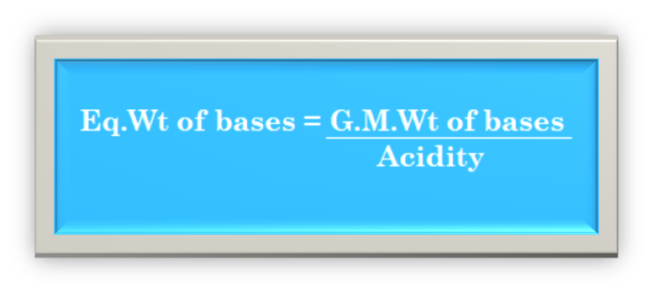 Eq.Wt of bases = G.M.Wt of bases
Acidity